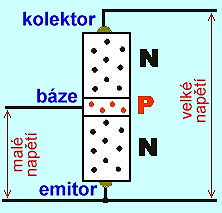 kolektor
N
báze
P
velké
napětí
malé
napětí
N
emitor